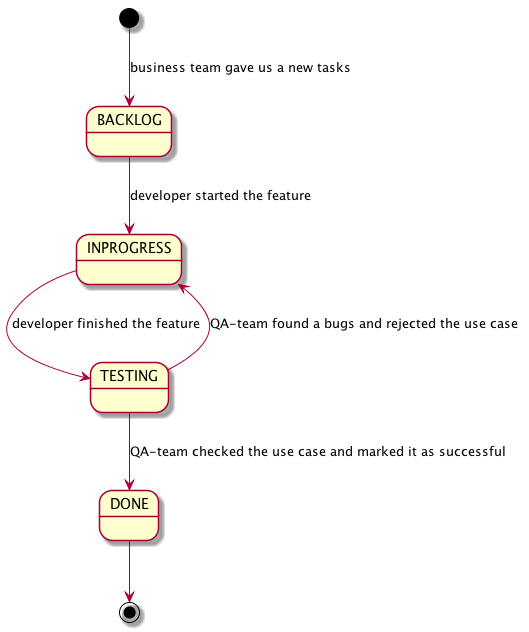 business team gave us a new tasks
BACKLOG
developer started the feature
INPROGRESS
developer finished the feature
QA-team found a bugs and rejected the use case
TESTING
QA-team checked the use case and marked it as successful
DONE